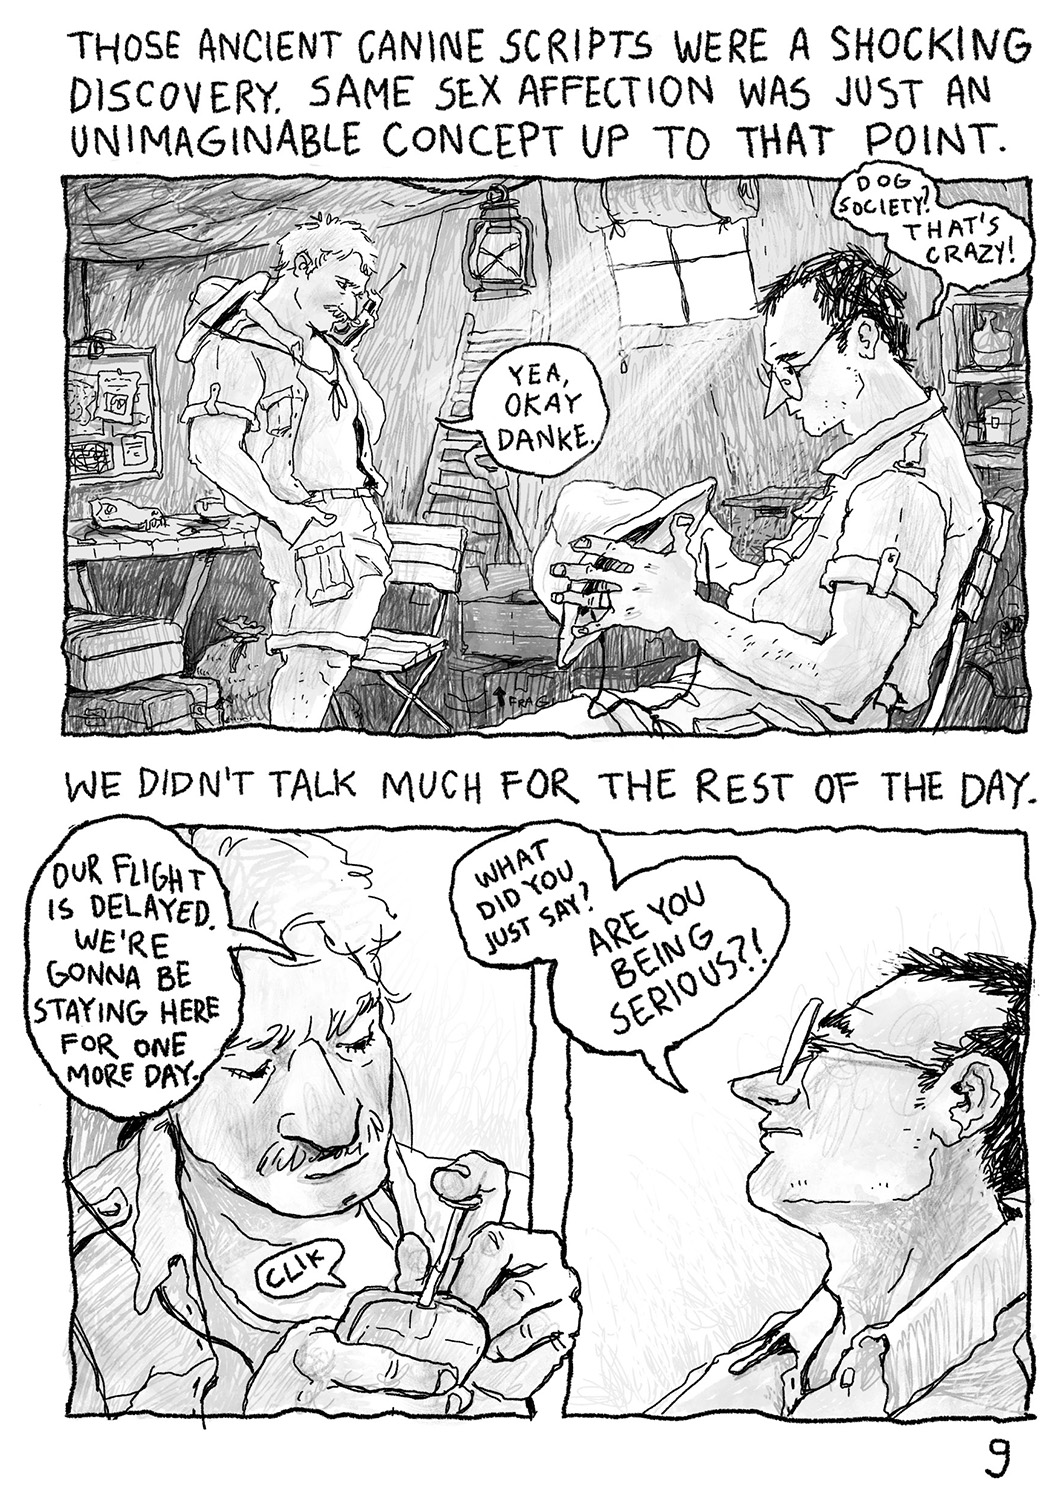 THOSE ANCIENT CANINE SCRIPTS WERE A SHOCKING
DISCOVERY. SAME SEX AFFECTION WAS JUST AN
UNIMAGINABLE CONCEPT UP TO THAT POINT.
DOG
SOCIETY?
THAT'S
CRAZY!
YEA,
OKAY
DANKE.
FRAG
WE DIDN'T TALK MUCH FOR THE REST OF THE DAY.
OUR FLIGHT
IS DELAYED.
WE'RE
GONNA BE
STAYING HERE
FOR ONE
MORE DAY.
WHAT
DID YOU
JUST SAY?
ARE YOU
BEING
SERIOUS?!
CLIK
9